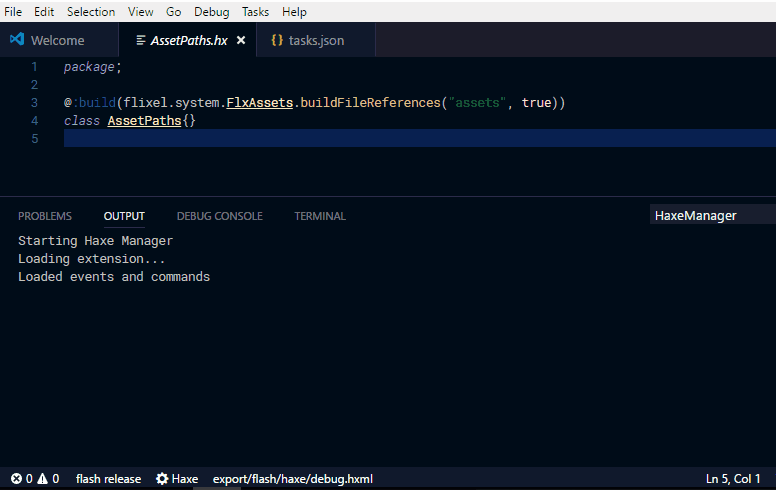 File Edit Selection View Go Debug Tasks Help
Welcome AssetPaths.hx × {} tasks.json
1 package;
2
3 @:build(flixel.system.FlxAssets.buildFileReferences("assets", true))
4 class AssetPaths{}
5
PROBLEMS OUTPUT DEBUG CONSOLE TERMINAL HaxeManager
Starting Haxe Manager
Loading extension...
Loaded events and commands
0 0 flash release Haxe export/flash/haxe/debug.hxml Ln 5, Col 1